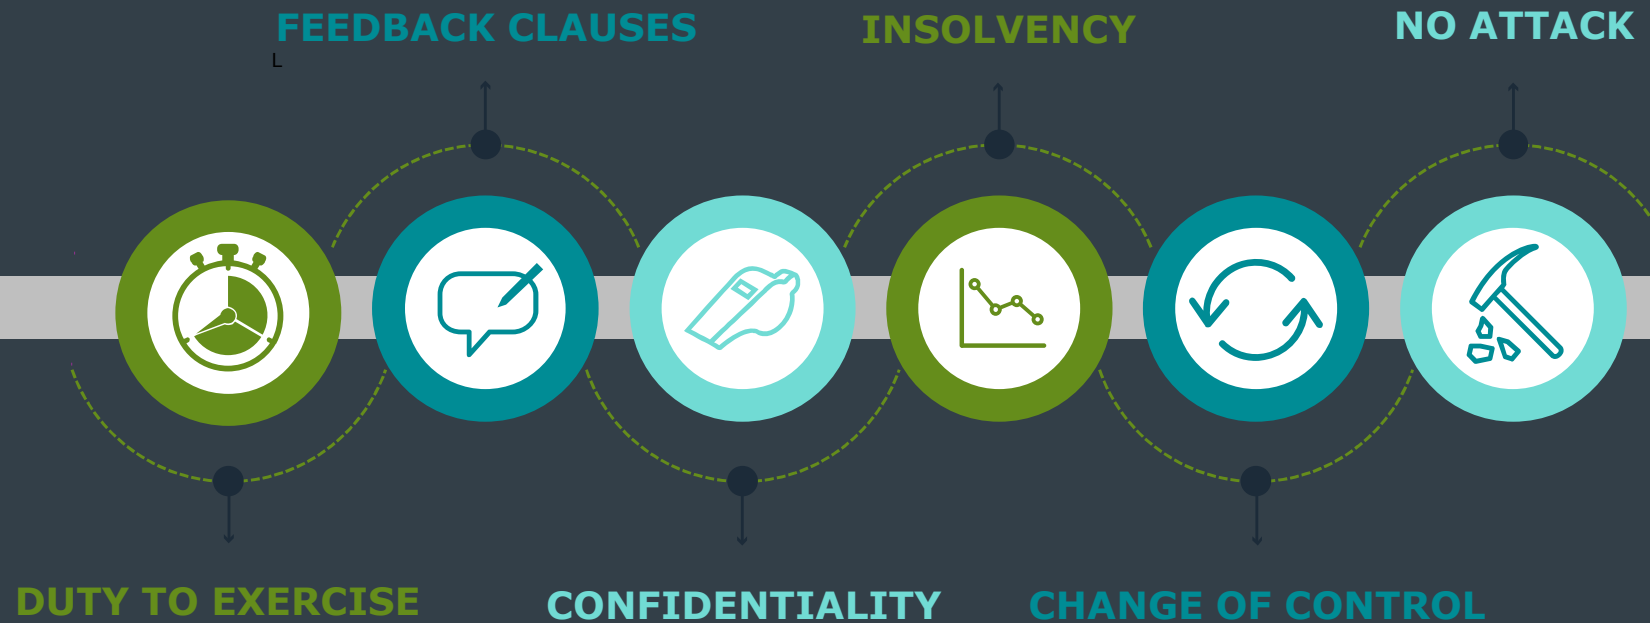 FEEDBACK CLAUSES
INSOLVENCY
NO ATTACK
L
DUTY TO EXERCISE
CONFIDENTIALITY
CHANGE OF CONTROL